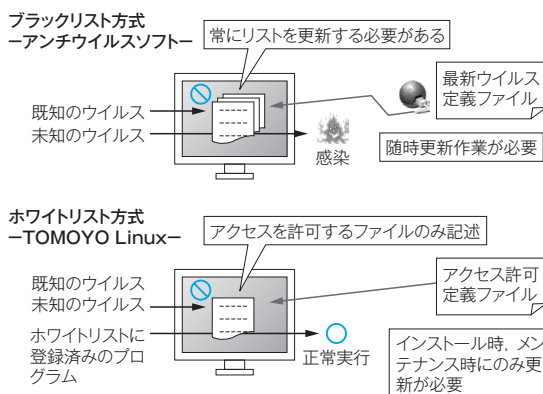 ブラックリスト方式
ーアンチウイルスソフトー
常にリストを更新する必要がある
最新ウイルス
定義ファイル
既知のウイルス
未知のウイルス
感染
随時更新作業が必要
ホワイトリスト方式
ーTOMOYO Linuxー
アクセスを許可するファイルのみ記述
アクセス許可
定義ファイル
既知のウイルス
未知のウイルス
ホワイトリストに
登録済みのプロ
グラム
正常実行
インストール時，メン
テナンス時にのみ更
新が必要